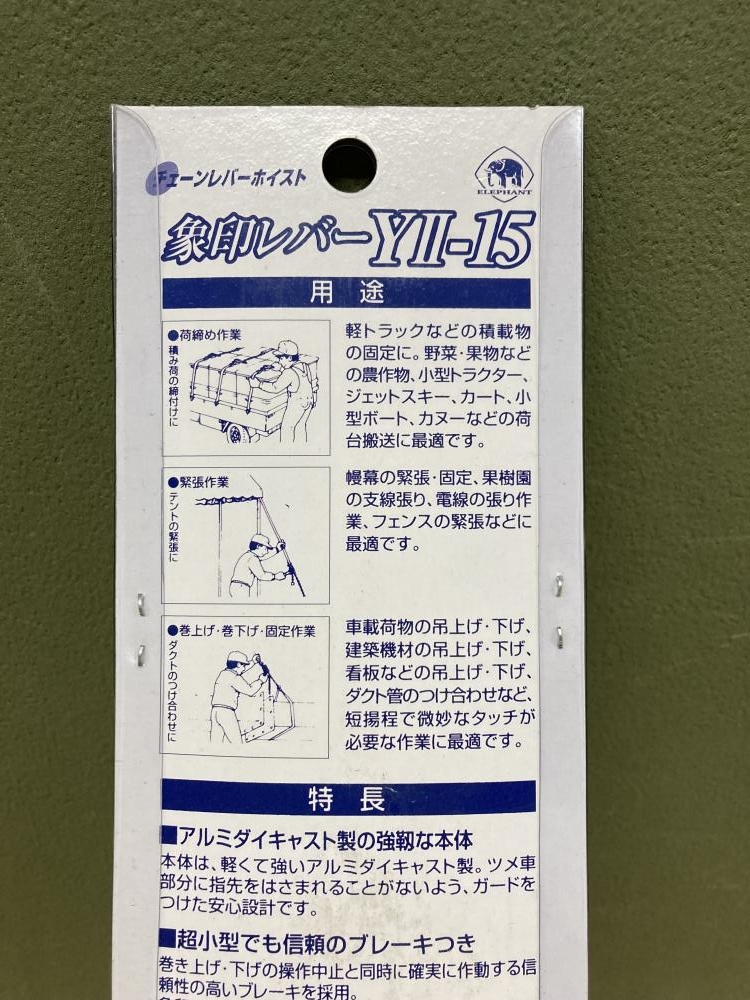 チェーンレバーホイスト
ELEPHANT
象印レバーYII-15
用途
●荷締め作業
積み荷の締付けに
軽トラックなどの積載物
の固定に。野菜・果物など
の農作物、小型トラクター、
ジェットスキー、カート、小
型ボート、カヌーなどの荷
台搬送に最適です。
●緊張作業
テントの緊張に
幔幕の緊張・固定、果樹園
の支線張り、電線の張り作
業、フェンスの緊張などに
最適です。
●巻上げ・巻下げ・固定作業
ダクトのつけ合わせに
車載荷物の吊上げ・下げ、
建築機材の吊上げ・下げ、
看板などの吊上げ・下げ、
ダクト管のつけ合わせなど、
短揚程で微妙なタッチが
必要な作業に最適です。
特長
■アルミダイキャスト製の強靱な本体
本体は、軽くて強いアルミダイキャスト製。ツメ車
部分に指先をはさまれることがないよう、ガードを
つけた安心設計です。
■超小型でも信頼のブレーキつき
巻き上げ・下げの操作中止と同時に確実に作動する信
頼性の高いブレーキを採用。